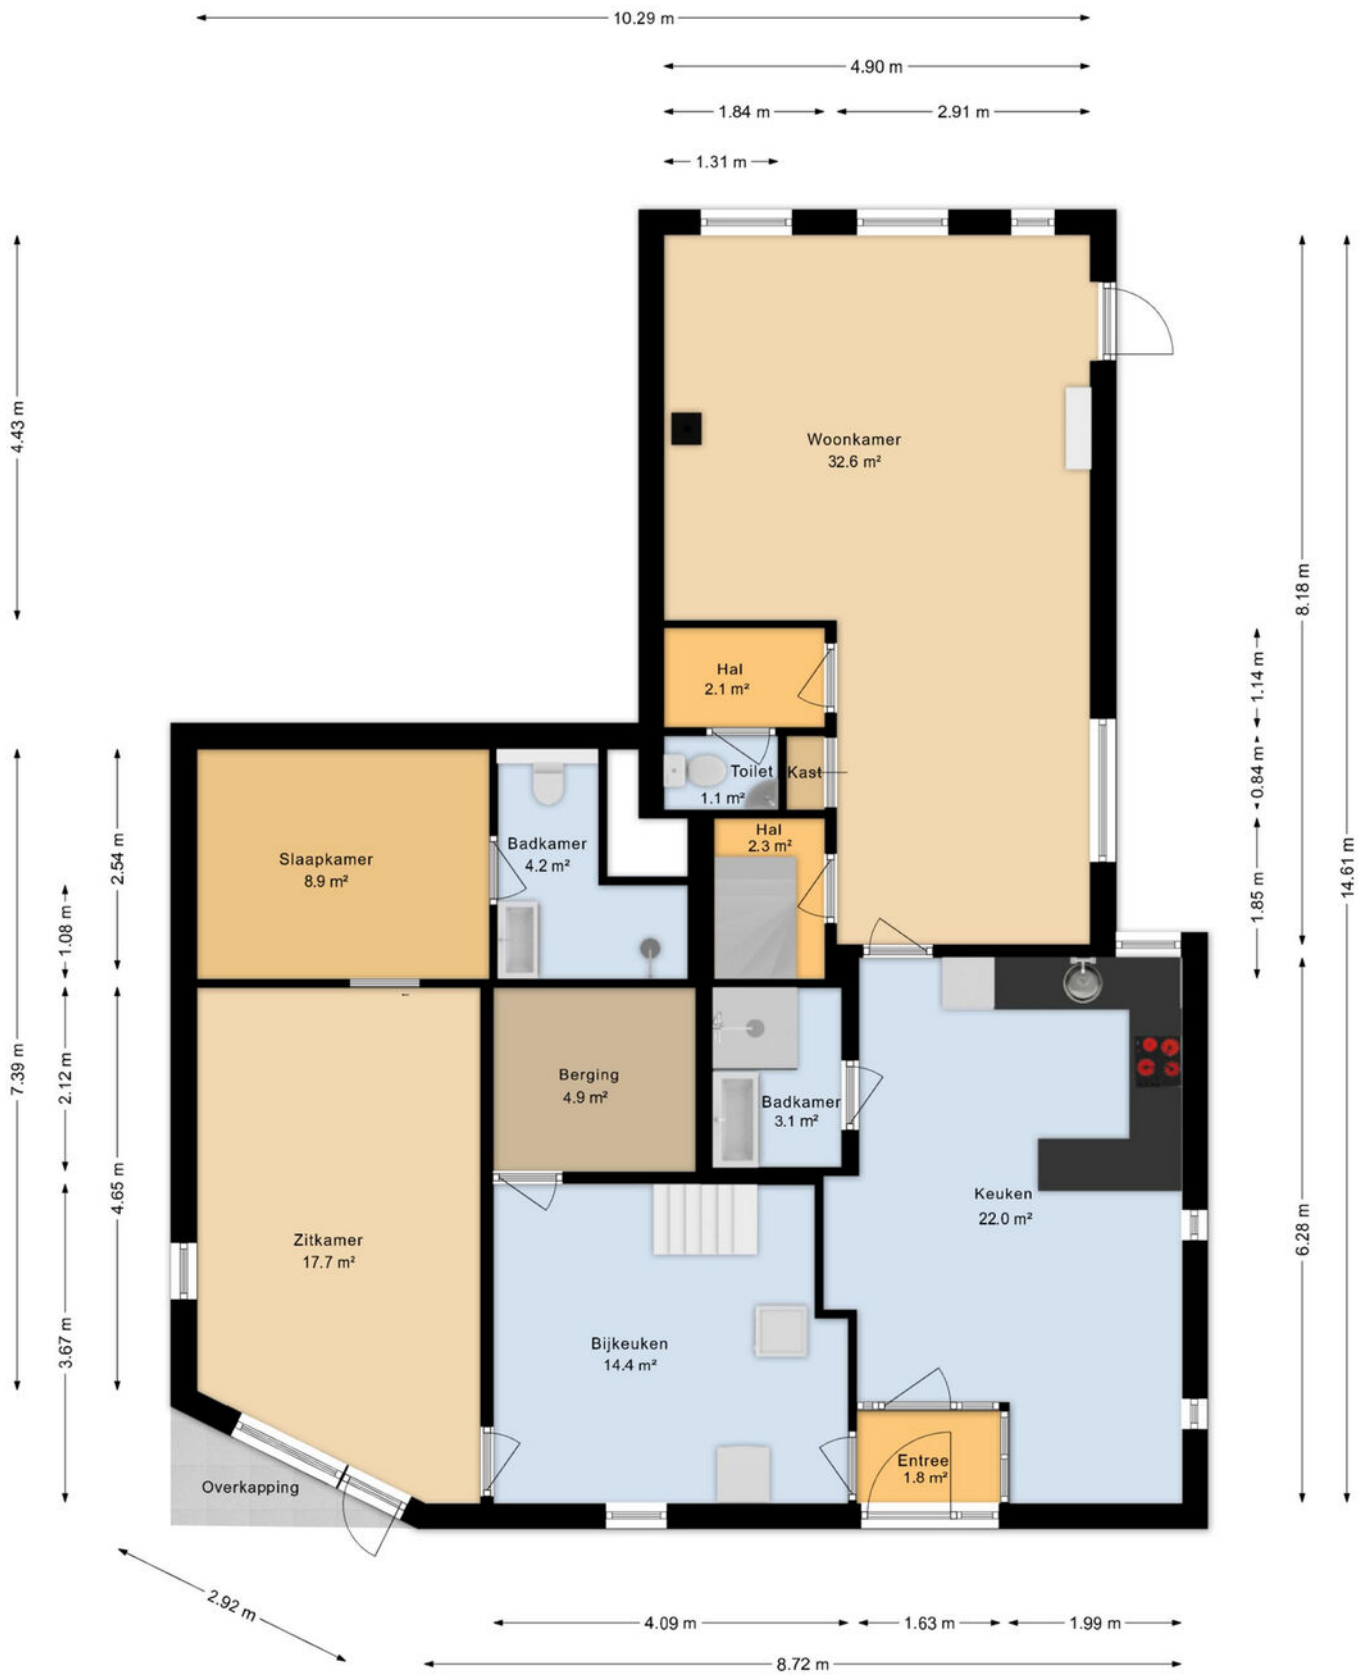 10.29 m
4.90 m
1.84 m
2.91 m
1.31 m
4.43 m
Woonkamer
32.6 m²
8.18 m
1.14 m
Hal
2.1 m²
Toilet
1.1 m²
Kast
0.84 m
Hal
2.3 m²
Badkamer
4.2 m²
Slaapkamer
8.9 m²
2.54 m
1.85 m
14.61 m
1.08 m
7.39 m
2.12 m
Berging
4.9 m²
Badkamer
3.1 m²
4.65 m
Keuken
22.0 m²
Zitkamer
17.7 m²
6.28 m
3.67 m
Bijkeuken
14.4 m²
Entree
1.8 m²
Overkapping
2.92 m
4.09 m
1.63 m
1.99 m
8.72 m